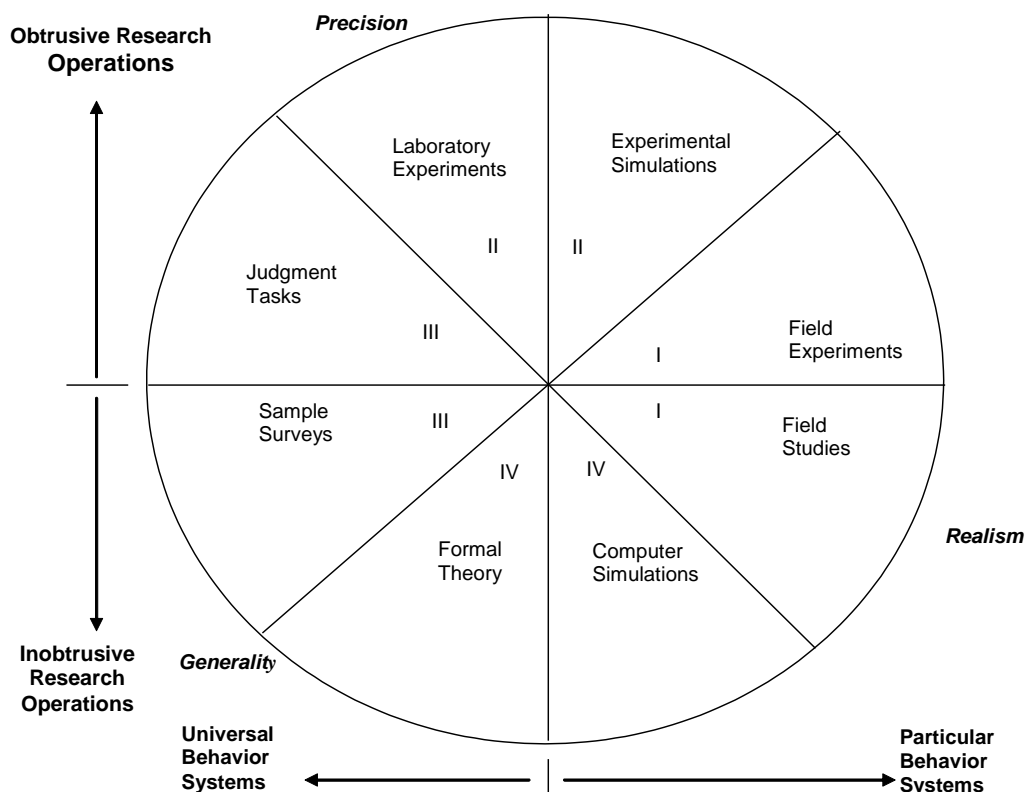 Precision
Obtrusive Research
Operations
Laboratory
Experiments
Experimental
Simulations
II
II
Judgment
Tasks
III
I
Field
Experiments
Sample
Surveys
III
I
Field
Studies
IV
IV
Formal
Theory
Computer
Simulations
Realism
Inobtrusive
Research
Operations
Generality
Universal
Behavior
Systems
Particular
Behavior
Systems